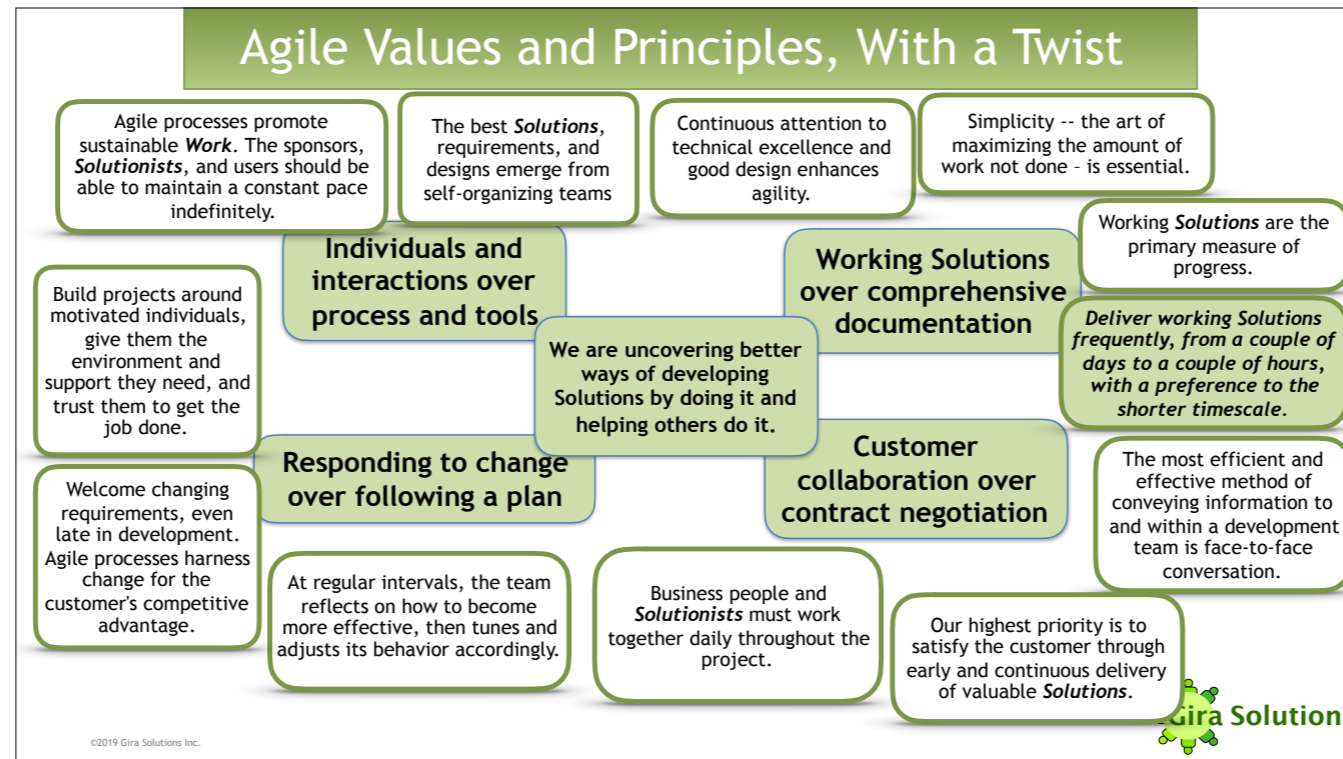 Agile Values and Principles, With a Twist
Agile processes promote
sustainable Work. The sponsors,
Solutionists, and users should be
able to maintain a constant pace
indefinitely.
The best Solutions,
requirements, and
designs emerge from
self-organizing teams
Continuous attention to
technical excellence and
good design enhances
agility.
Simplicity -- the art of
maximizing the amount of
work not done – is essential.
Individuals and
interactions over
process and tools
Working Solutions
over comprehensive
documentation
Working Solutions are the
primary measure of
progress.
Build projects around
motivated individuals,
give them the
environment and
support they need, and
trust them to get the
job done.
We are uncovering better
ways of developing
Solutions by doing it and
helping others do it.
Deliver working Solutions
frequently, from a couple of
days to a couple of hours,
with a preference to the
shorter timescale.
Responding to change
over following a plan
Customer
collaboration over
contract negotiation
The most efficient and
effective method of
conveying information to
and within a development
team is face-to-face
conversation.
Welcome changing
requirements, even
late in development.
Agile processes harness
change for the
customer's competitive
advantage.
At regular intervals, the team
reflects on how to become
more effective, then tunes and
adjusts its behavior accordingly.
Business people and
Solutionists must work
together daily throughout the
project.
Our highest priority is to
satisfy the customer through
early and continuous delivery
of valuable Solutions.
Gira Solution
©2019 Gira Solutions Inc.